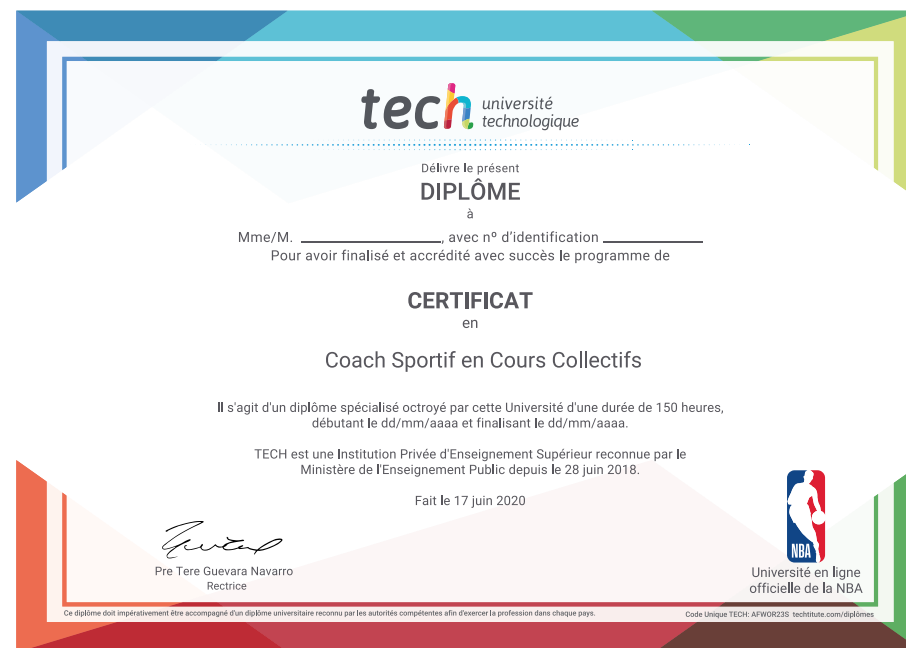 tech université
technologique
Délivre le présent
DIPLÔME
à
Mme/M. ____________________, avec nº d'identification ______________
Pour avoir finalisé et accrédité avec succès le programme de
CERTIFICAT
en
Coach Sportif en Cours Collectifs
Il s'agit d'un diplôme spécialisé octroyé par cette Université d'une durée de 150 heures,
débutant le dd/mm/aaaa et finalisant le dd/mm/aaaa.
TECH est une Institution Privée d'Enseignement Supérieur reconnue par le
Ministère de l'Enseignement Public depuis le 28 juin 2018.
Fait le 17 juin 2020
NBA
Pre Tere Guevara Navarro
Rectrice
Université en ligne
officielle de la NBA
Ce diplôme doit impérativement être accompagné d'un diplôme universitaire reconnu par les autorités compétentes afin d'exercer la profession dans chaque pays.
Code Unique TECH: AFWOR23S techtitute.com/diplômes